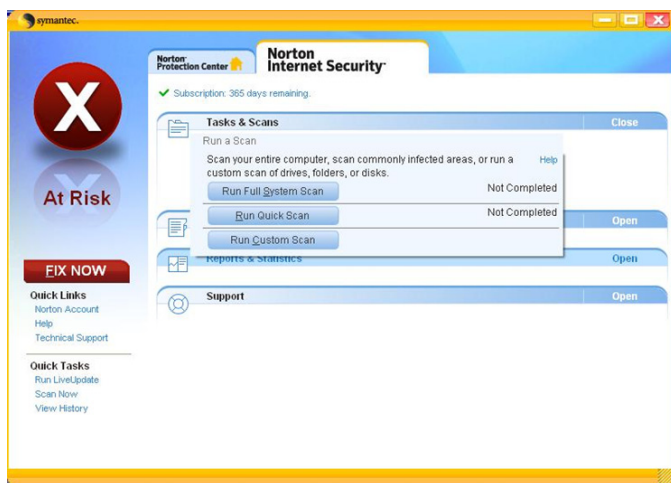 symantec.
Norton
Protection Center
Norton
Internet Security
Subscription: 365 days remaining.
Tasks & Scans
Close
Run a Scan
Scan your entire computer, scan commonly infected areas, or run a
custom scan of drives, folders, or disks.
Help
Run Full System Scan
Not Completed
Run Quick Scan
Not Completed
Run Custom Scan
Open
Reports & Statistics
Open
Support
Open
X
At Risk
FIX NOW
Quick Links
Norton Account
Help
Technical Support
Quick Tasks
Run LiveUpdate
Scan Now
View History